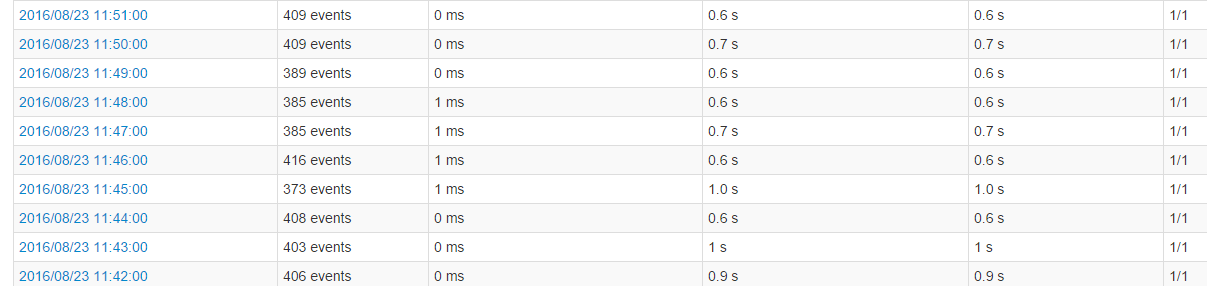 2016/08/23 11:51:00 409 events 0 ms 0.6 s 0.6 s 1/1
2016/08/23 11:50:00 409 events 0 ms 0.7 s 0.7 s 1/1
2016/08/23 11:49:00 389 events 0 ms 0.6 s 0.6 s 1/1
2016/08/23 11:48:00 385 events 1 ms 0.6 s 0.6 s 1/1
2016/08/23 11:47:00 385 events 1 ms 0.7 s 0.7 s 1/1
2016/08/23 11:46:00 416 events 1 ms 0.6 s 0.6 s 1/1
2016/08/23 11:45:00 373 events 1 ms 1.0 s 1.0 s 1/1
2016/08/23 11:44:00 408 events 0 ms 0.6 s 0.6 s 1/1
2016/08/23 11:43:00 403 events 0 ms 1 s 1 s 1/1
2016/08/23 11:42:00 406 events 0 ms 0.9 s 0.9 s 1/1